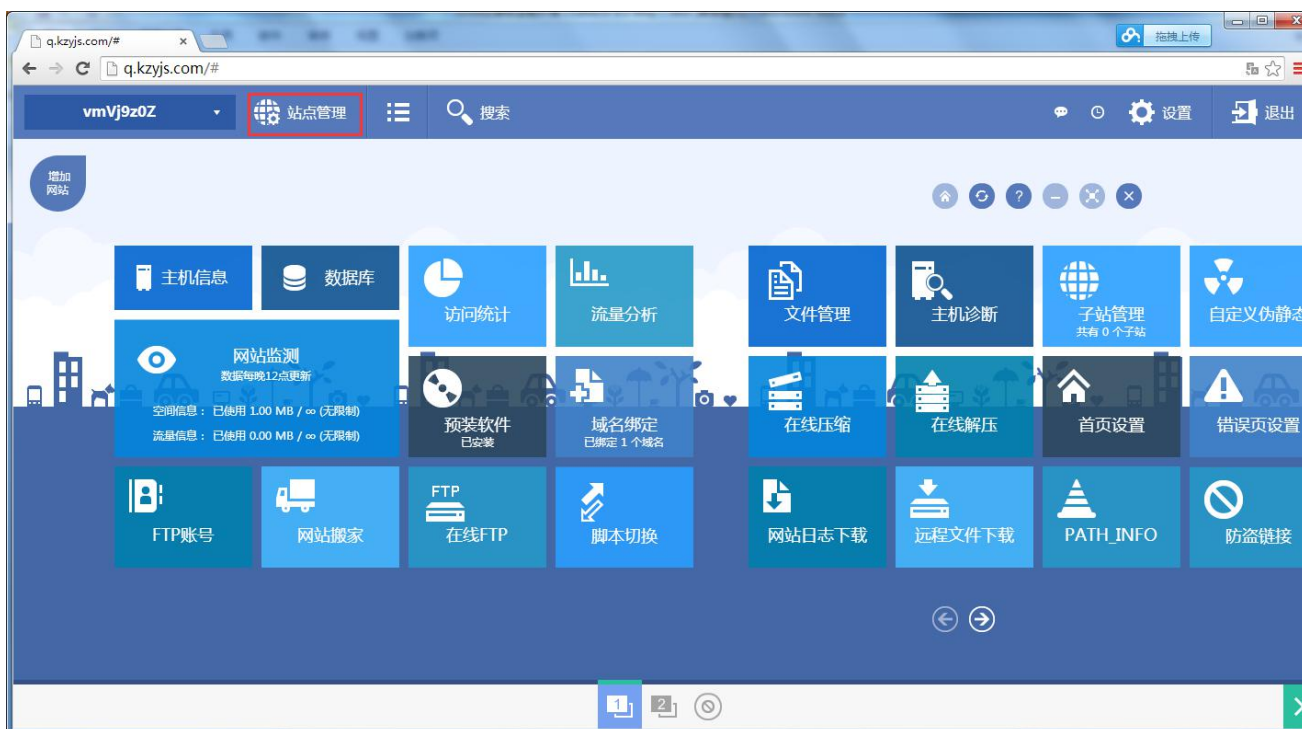 q.kzyjs.com/#
拖拽上传
q.kzyjs.com/#
vmVj9z0Z
站点管理
搜索
设置
退出
增加
网站
主机信息
数据库
访问统计
流量分析
文件管理
主机诊断
子站管理
共有 0 个子站
自定义伪静态
网站监测
数据每晚12点更新
空间信息： 已使用 1.00 MB / ∞ (无限制)
流量信息： 已使用 0.00 MB / ∞ (无限制)
预装软件
已安装
域名绑定
已绑定 1 个域名
在线压缩
在线解压
首页设置
错误页设置
FTP账号
网站搬家
FTP
在线FTP
脚本切换
网站日志下载
远程文件下载
PATH_INFO
防盗链接
1
2